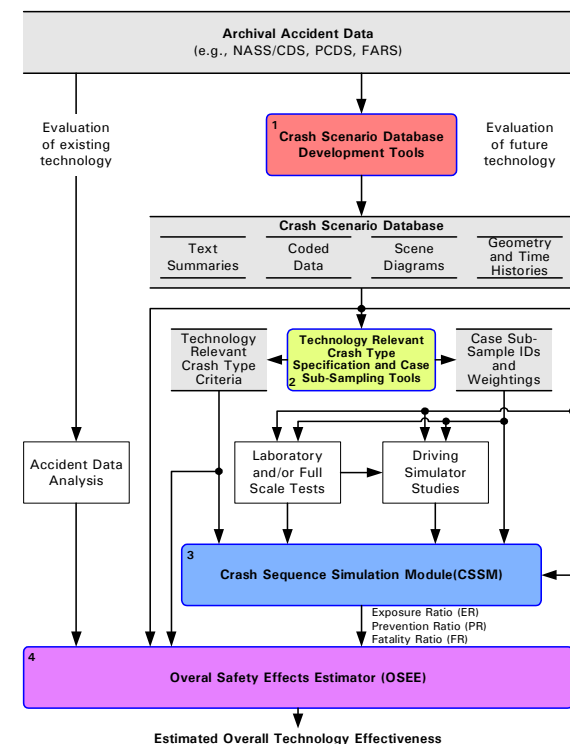 Archival Accident Data
(e.g., NASS/CDS, PCDS, FARS)
Evaluation
of existing
technology
1
Crash Scenario Database
Development Tools
Evaluation
of future
technology
Crash Scenario Database
Text
Summaries
Coded
Data
Scene
Diagrams
Geometry
and Time
Histories
Technology
Relevant
Crash Type
Criteria
Technology Relevant
Crash Type
Specification and Case
2 Sub-Sampling Tools
Case Sub-
Sample IDs
and
Weightings
Accident Data
Analysis
Laboratory
and/or Full
Scale Tests
Driving
Simulator
Studies
3
Crash Sequence Simulation Module(CSSM)
Exposure Ratio (ER)
Prevention Ratio (PR)
Fatality Ratio (FR)
4
Overal Safety Effects Estimator (OSEE)
Estimated Overall Technology Effectiveness